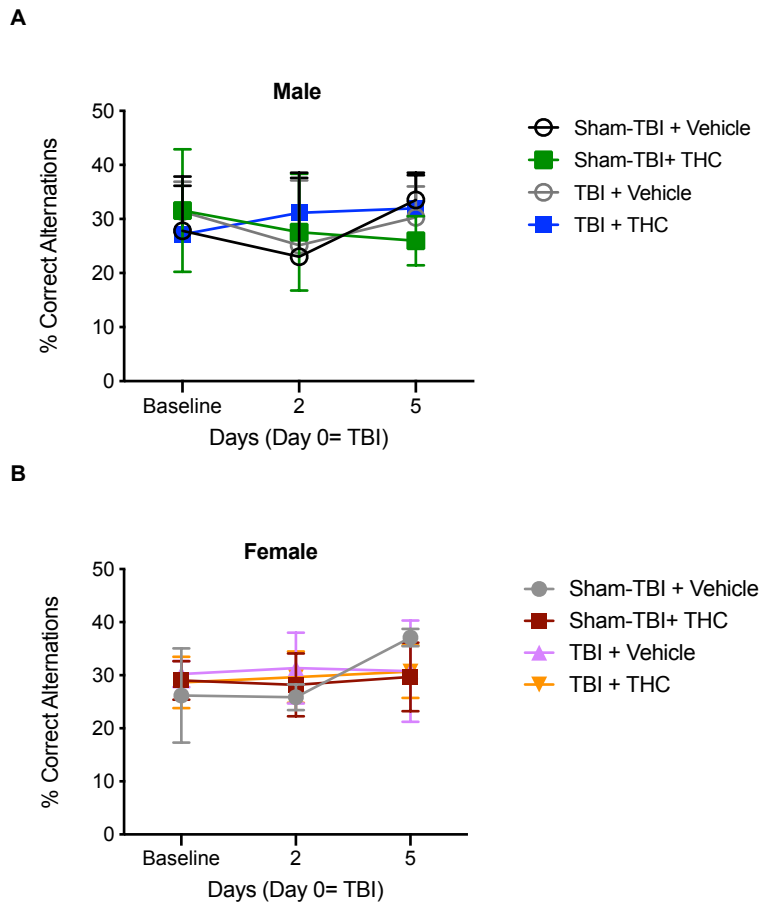 A
Male
50
40
30
20
10
0
% Correct Alternations
Baseline 2 5
Days (Day 0= TBI)
Sham-TBI + Vehicle
Sham-TBI+ THC
TBI + Vehicle
TBI + THC
B
Female
50
40
30
20
10
0
% Correct Alternations
Baseline 2 5
Days (Day 0= TBI)
Sham-TBI + Vehicle
Sham-TBI+ THC
TBI + Vehicle
TBI + THC